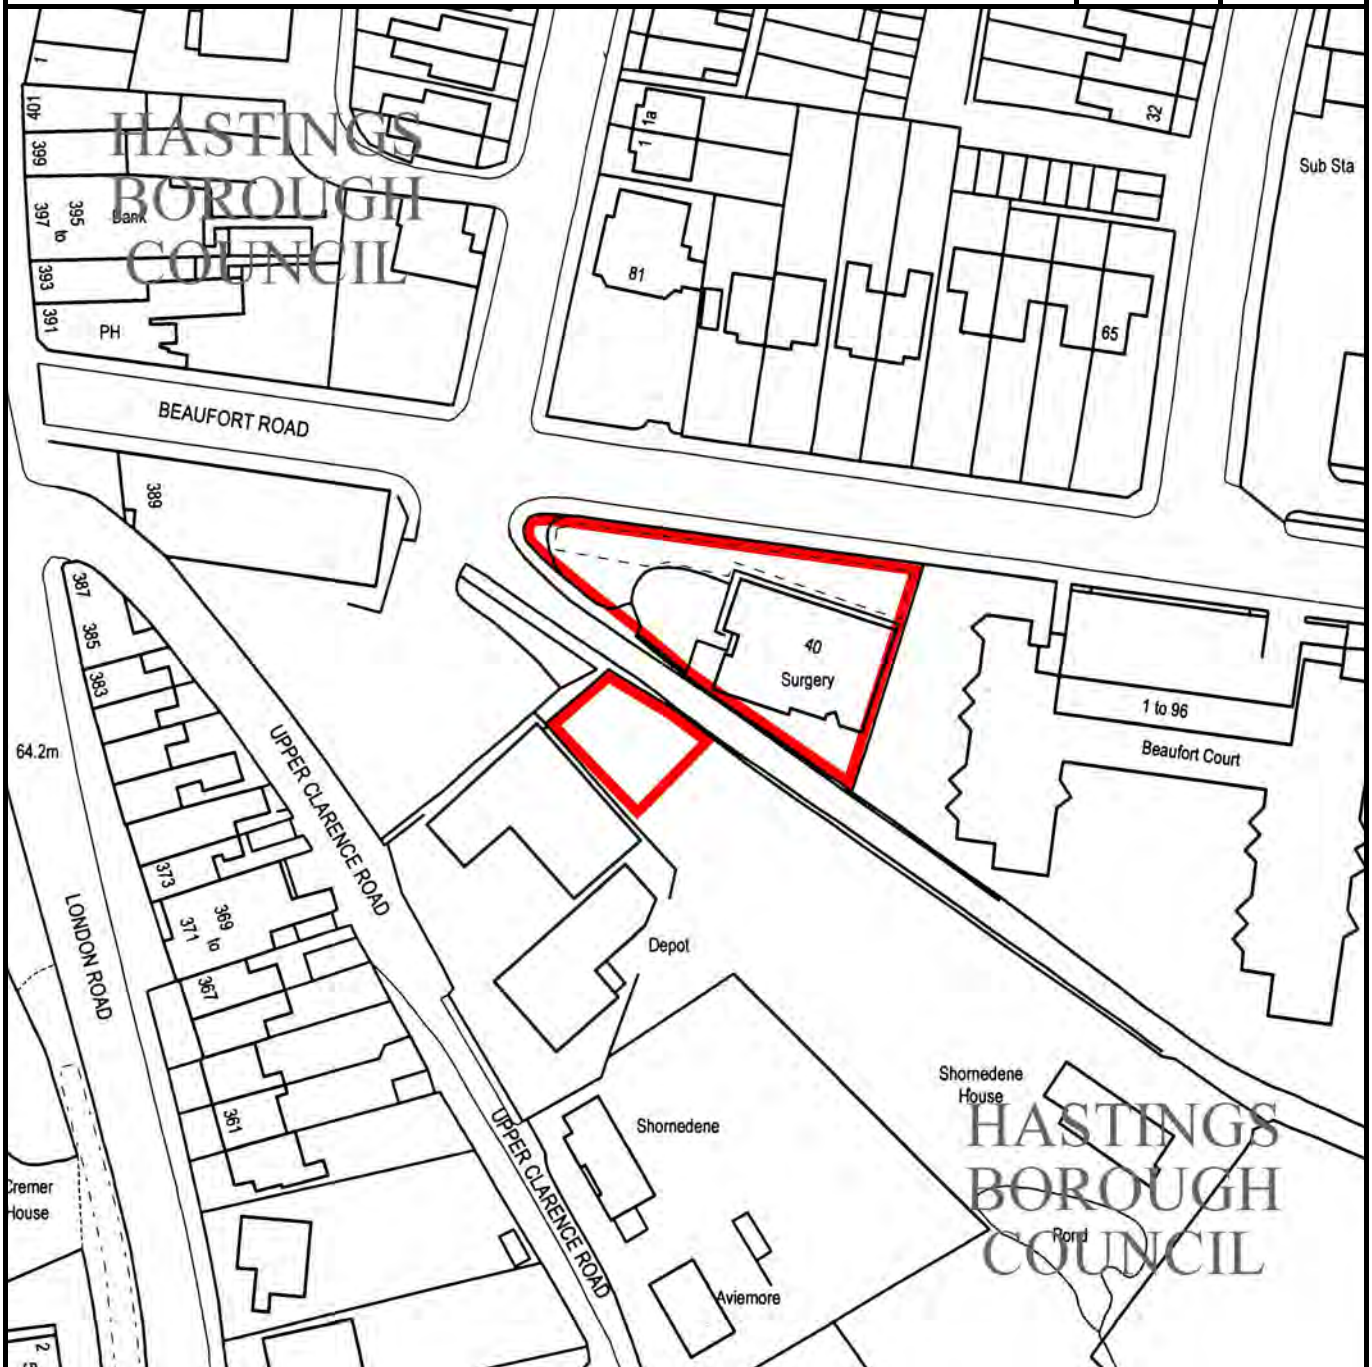 1
401
399
397
395
to
Bank
393
391
PH
HASTINGS
BOROUGH
COUNCIL
1
1a
81
32
65
Sub Sta
BEAUFORT ROAD
389
387
385
383
40
Surgery
1 to 96
Beaufort Court
64.2m
UPPER CLARENCE ROAD
LONDON ROAD
373
369
to
371
367
361
Depot
Shornedene
House
Shornedene
UPPER CLARENCE ROAD
HASTINGS
BOROUGH
COUNCIL
Pond
Cremer
House
Aviemore
2